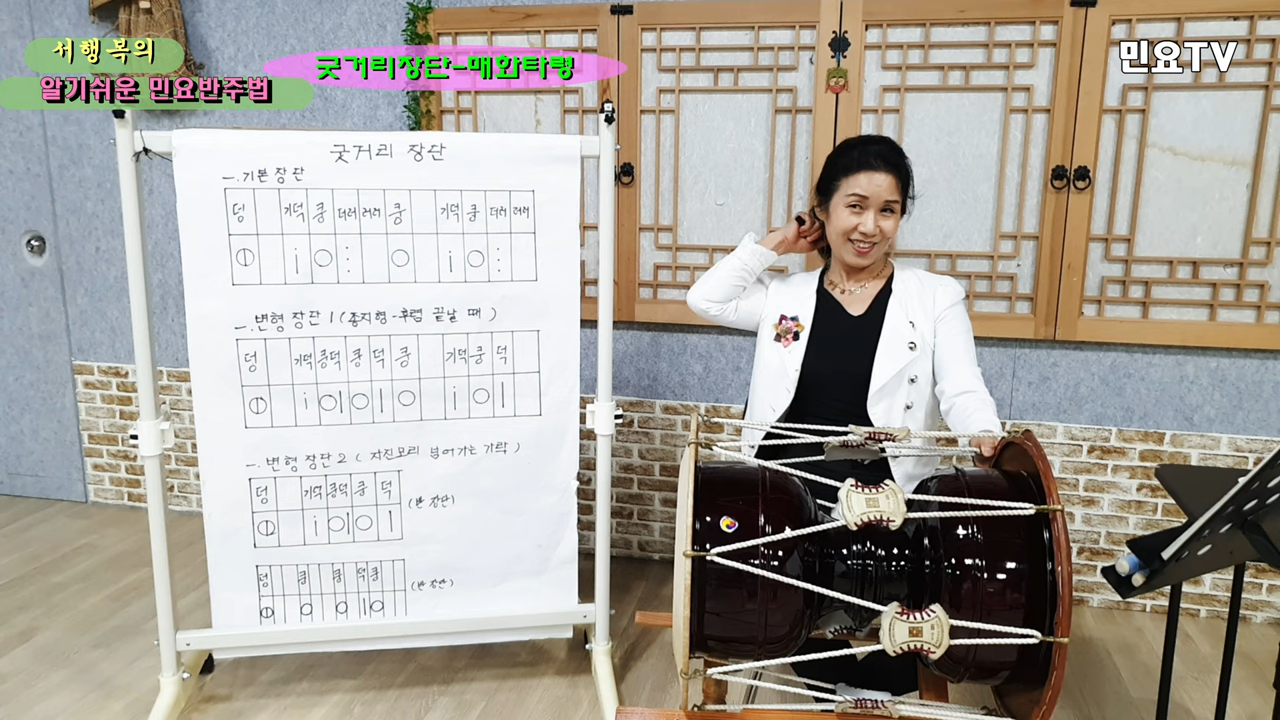 서행복의
알기쉬운 민요반주법
굿거리장단-매화타령
민요TV
굿거리 장단
一.기본 장단
덩 기덕 쿵 더러 러러 쿵 기덕 쿵 더러 러러
一.변형 장단 1 (종지형-후렴 끝날 때)
덩 기덕 쿵덕 쿵 덕 쿵 기덕 쿵 덕
一.변형 장단 2 (자진모리 넘어가는 가락)
덩 기덕 쿵덕 쿵 덕
(반 장단)
덩 쿵 쿵 덕쿵
(반 장단)